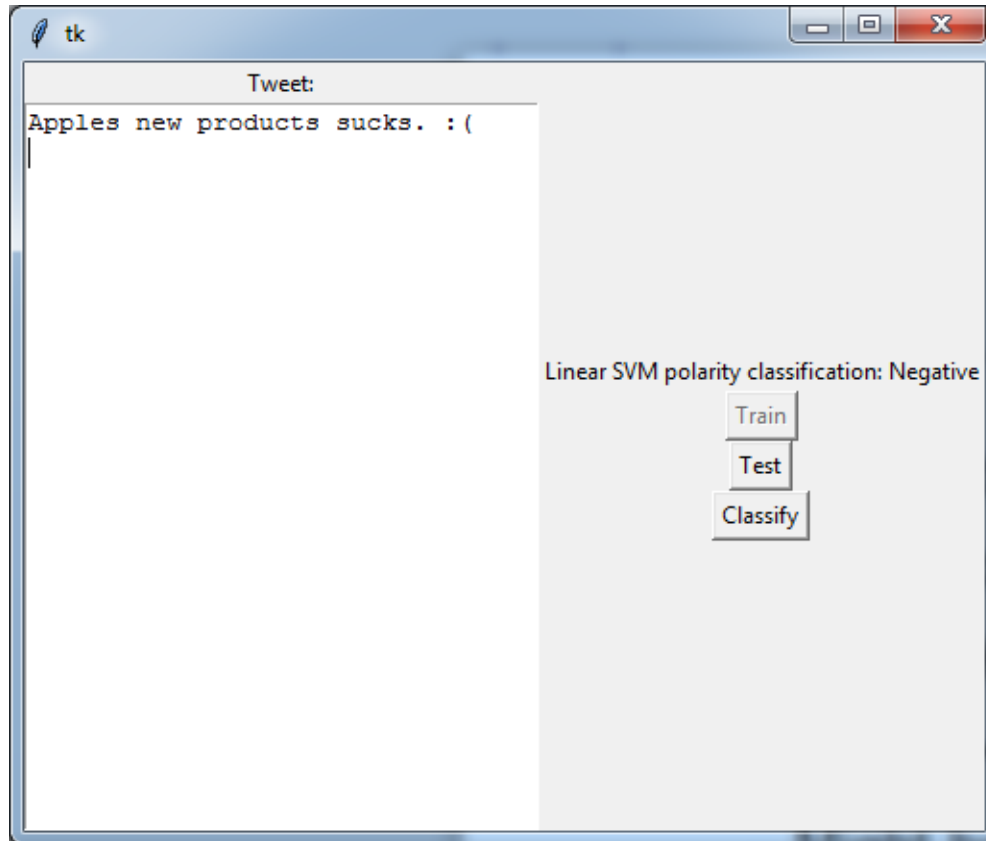 tk
Tweet:
Apples new products sucks. :(
Linear SVM polarity classification: Negative
Train
Test
Classify